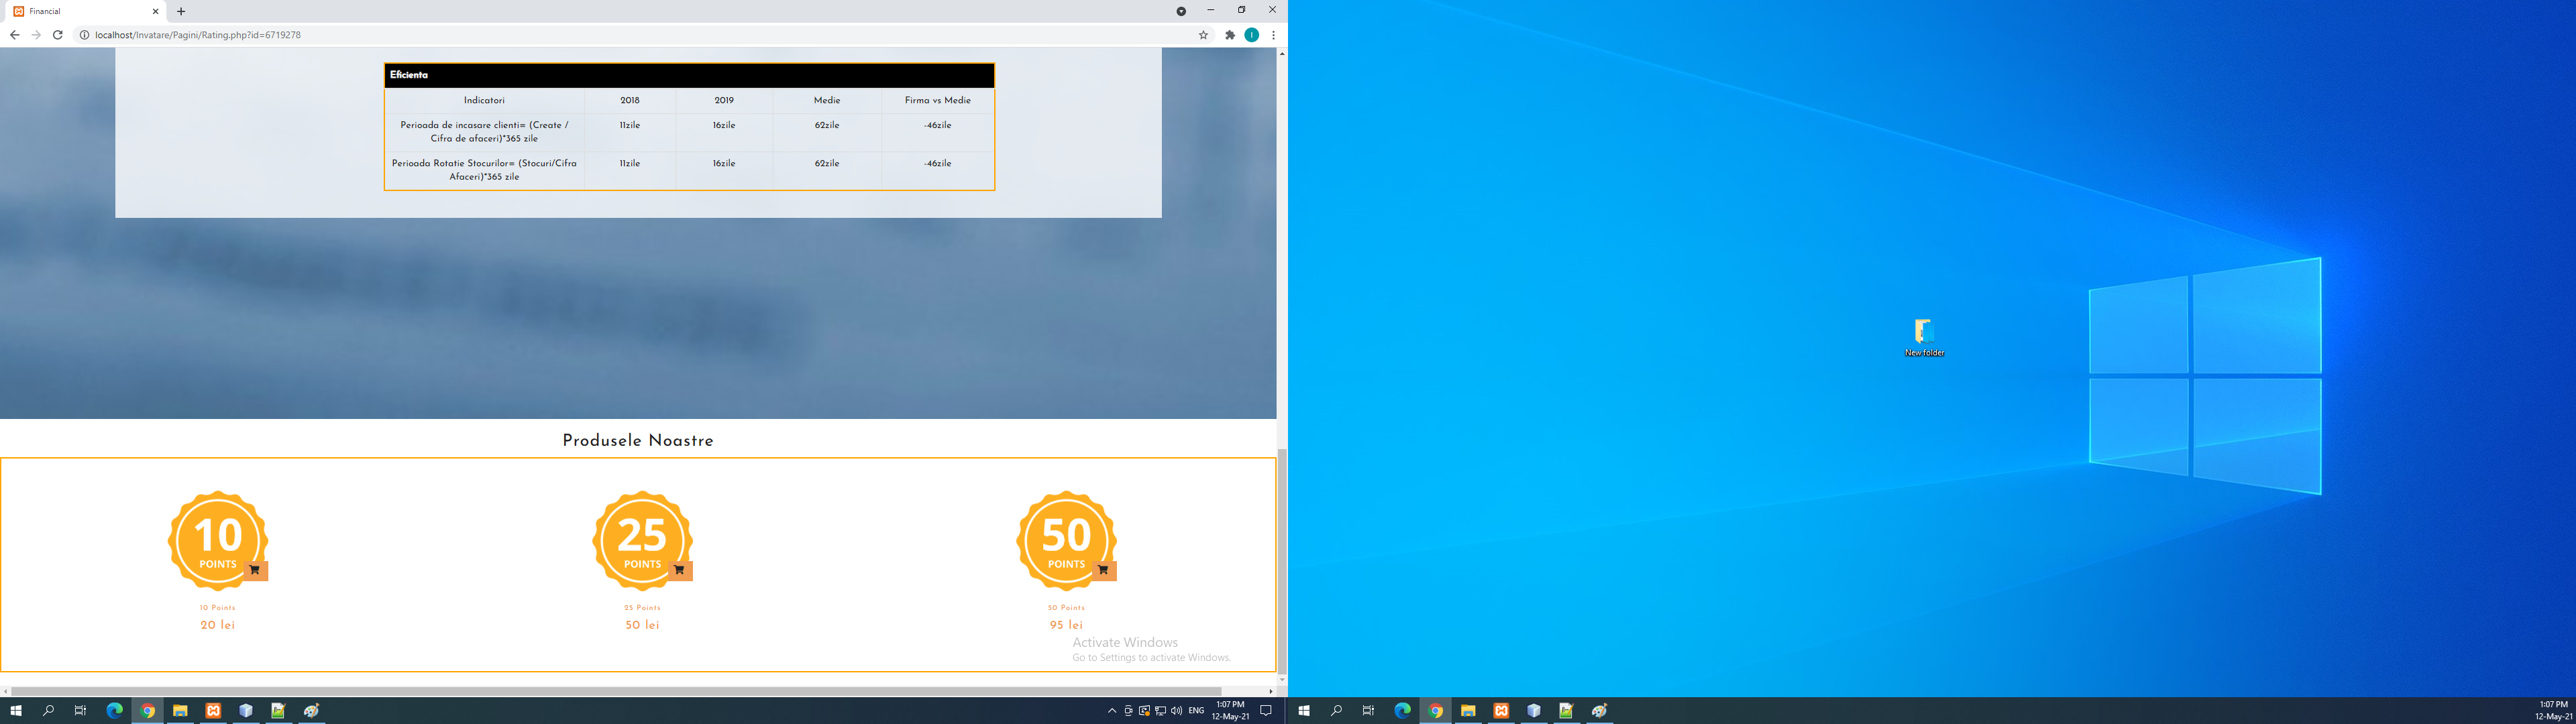 Financial
localhost/Invatare/Pagini/Rating.php?id=6719278
I
Eficienta
Indicatori 2018 2019 Medie Firma vs Medie
Perioada de incasare clienti= (Create / 11zile 16zile 62zile -46zile
Cifra de afaceri)*365 zile
Perioada Rotatie Stocurilor= (Stocuri/Cifra 11zile 16zile 62zile -46zile
Afaceri)*365 zile
New folder
Produsele Noastre
10 25 50
POINTS POINTS POINTS
10 Points 25 Points 50 Points
20 lei 50 lei 95 lei
Activate Windows
Go to Settings to activate Windows.
ENG
1:07 PM
12-May-21
1:07 PM
12-May-21